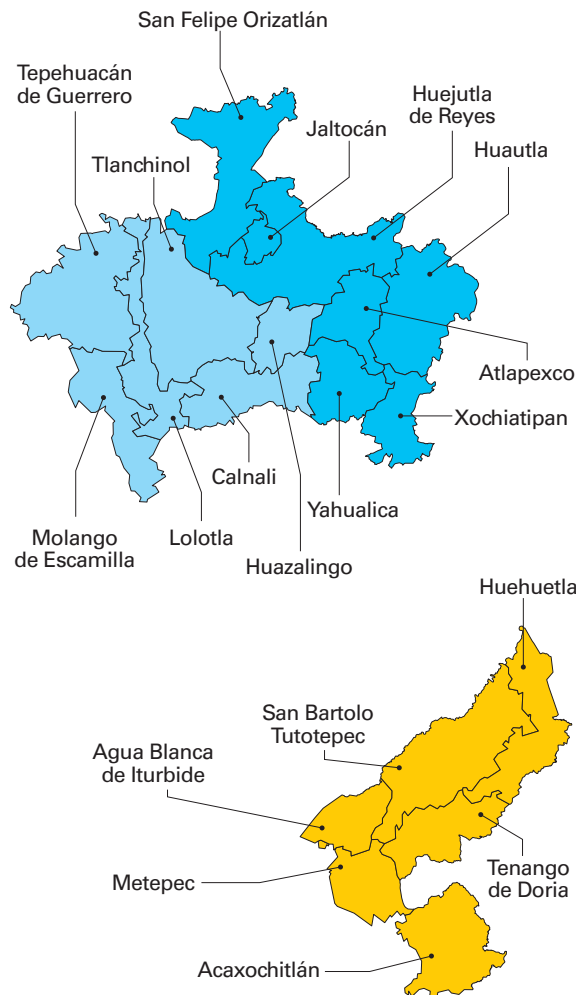 San Felipe Orizatlán
Tepehuacán
de Guerrero
Huejutla
de Reyes
Jaltocán
Huautla
Tlanchinol
Atlapexco
Xochiatipan
Calnali
Yahualica
Molango
de Escamilla
Lolotla
Huazalingo
Huehuetla
San Bartolo
Tutotepec
Agua Blanca
de Iturbide
Tenango
de Doria
Metepec
Acaxochitlán